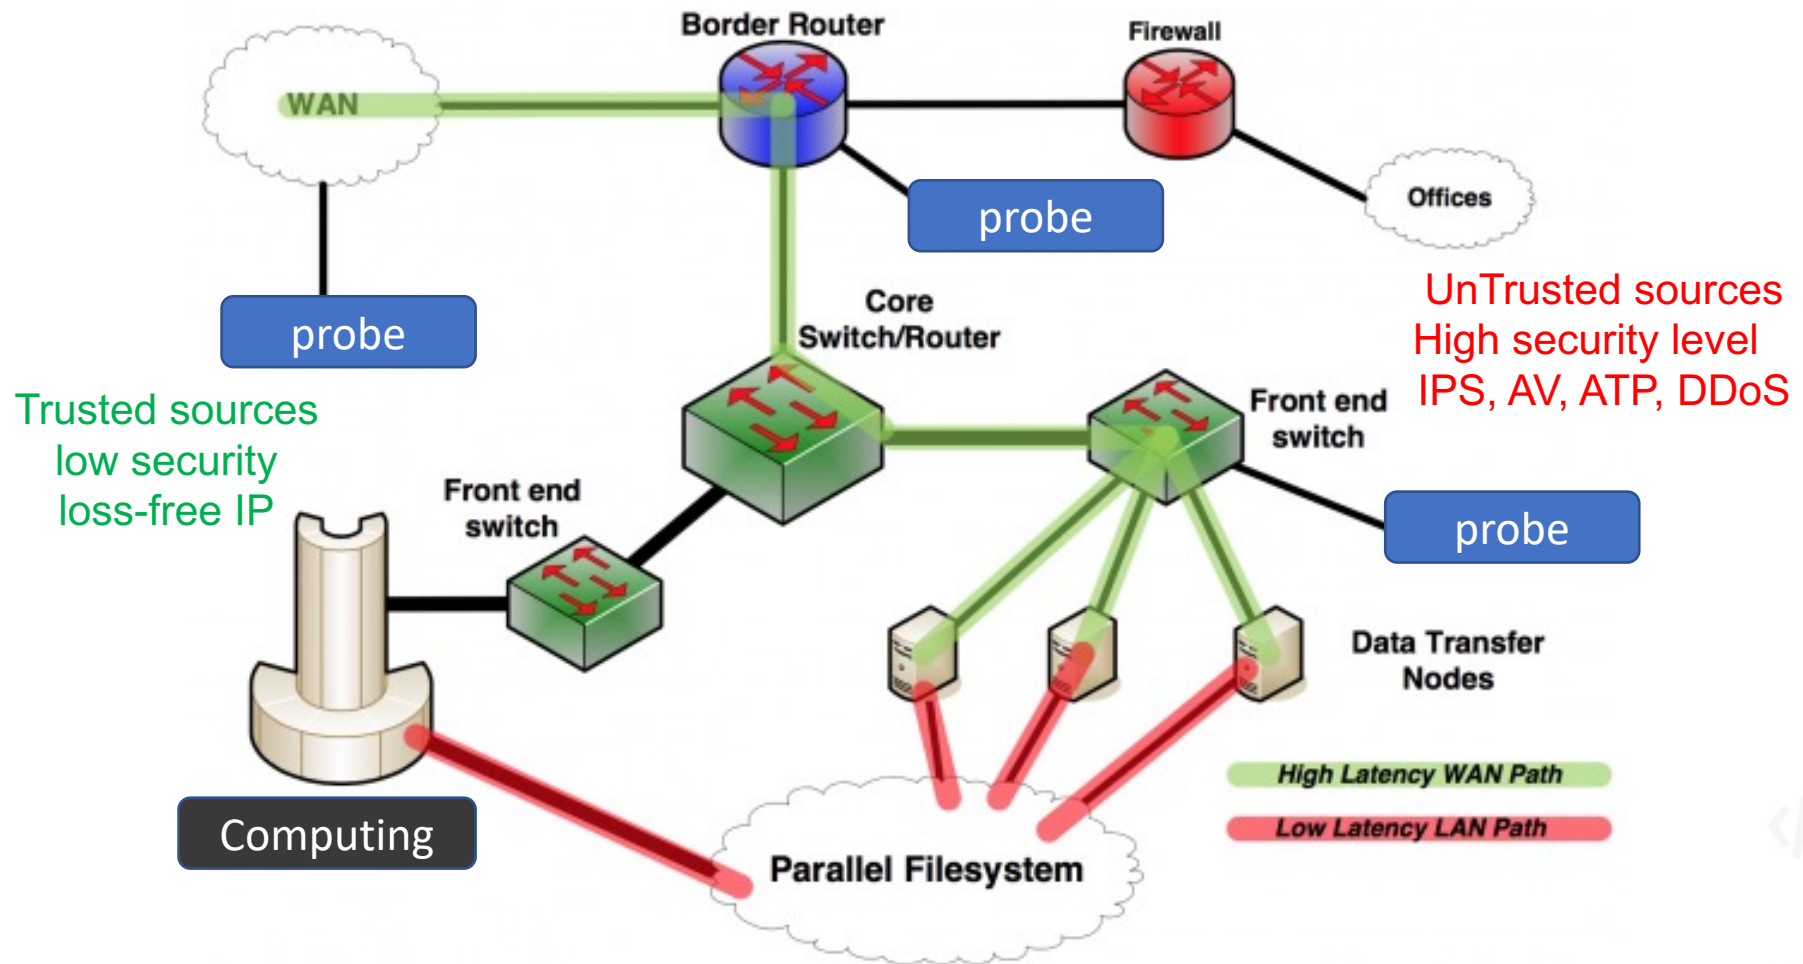 Border Router
Firewall
WAN
Offices
probe
probe
UnTrusted sources
High security level
IPS, AV, ATP, DDoS
Core
Switch/Router
Trusted sources
low security
loss-free IP
Front end
switch
Front end
switch
probe
Data Transfer
Nodes
High Latency WAN Path
Low Latency LAN Path
Computing
Parallel Filesystem